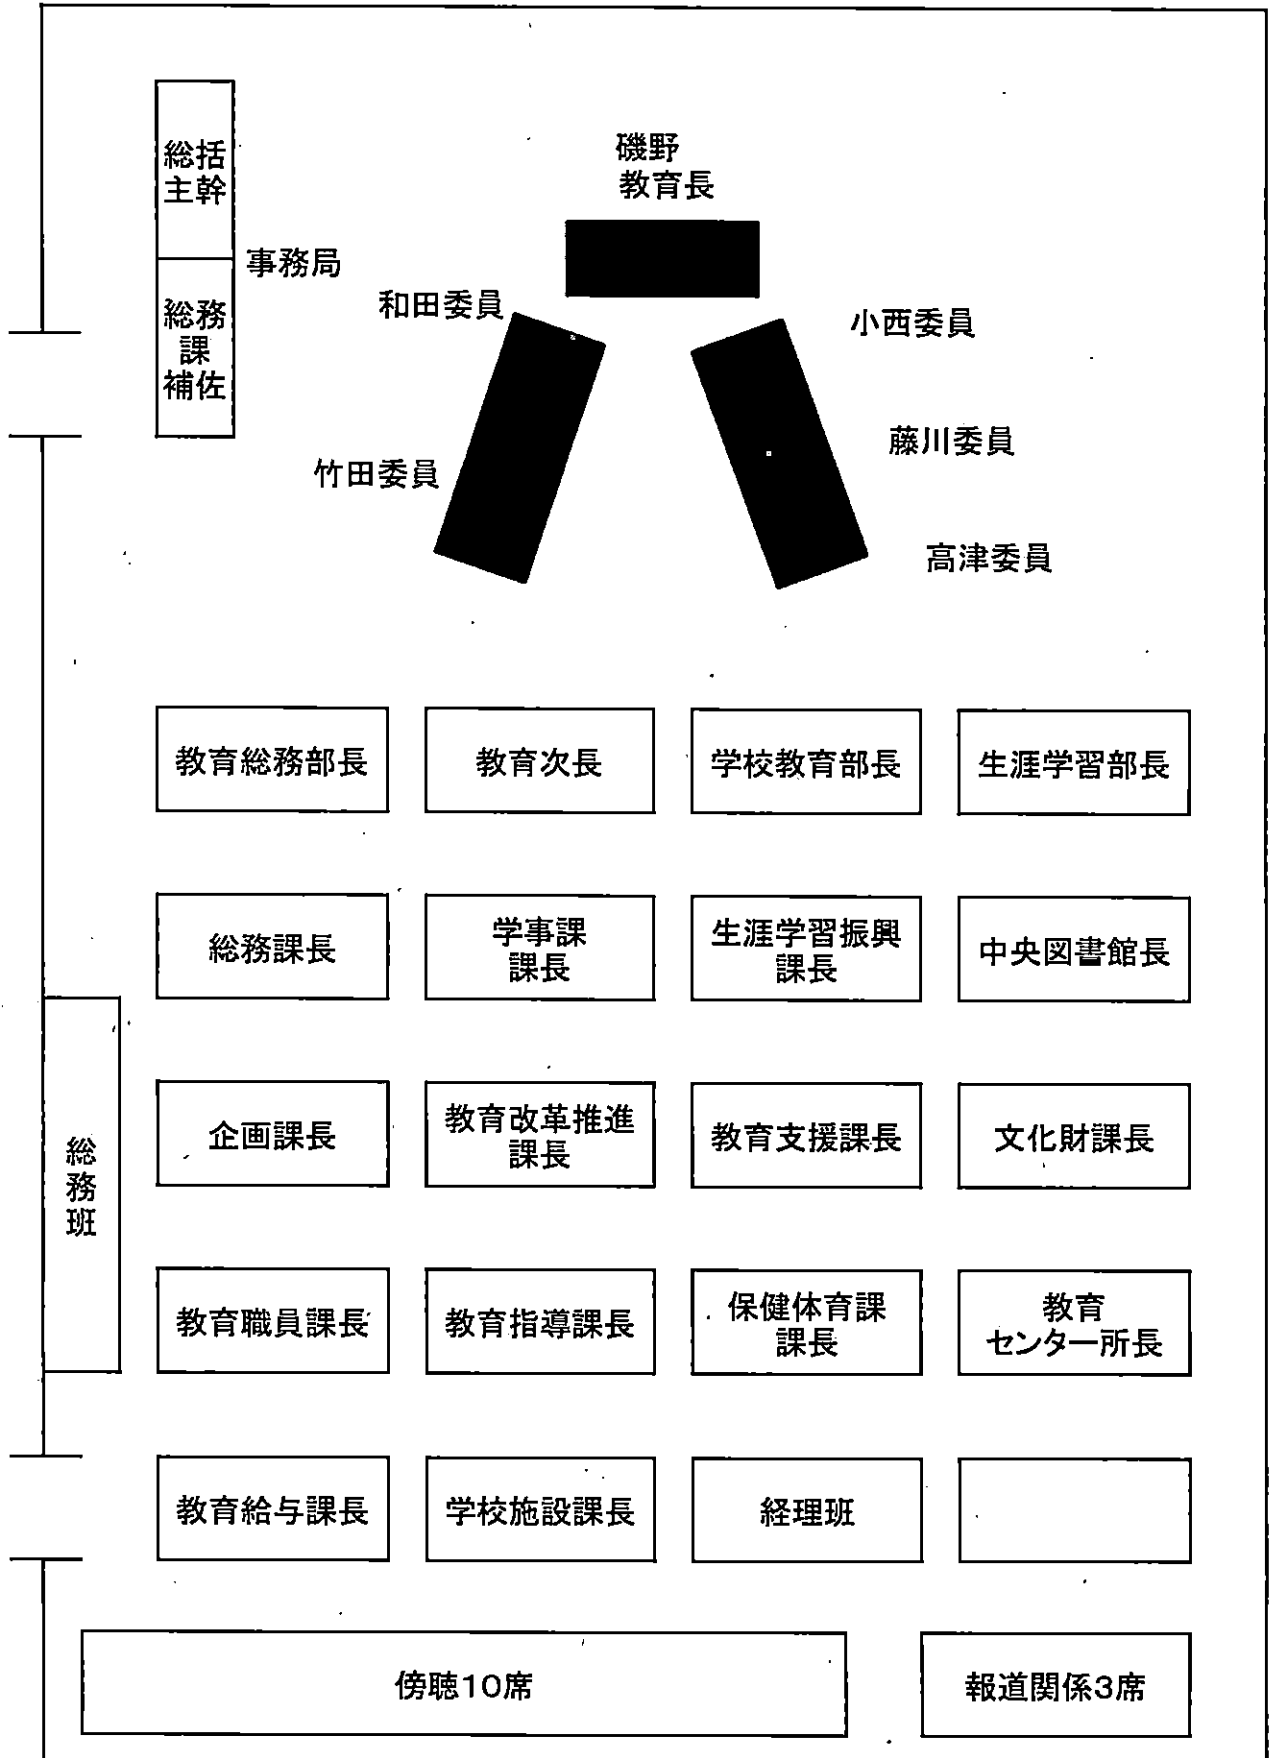 総括
主幹
事務局
総務
課
補佐
磯野
教育長
和田委員
小西委員
竹田委員
藤川委員
高津委員
教育総務部長
教育次長
学校教育部長
生涯学習部長
総務課長
学事課
課長
生涯学習振興
課長
中央図書館長
総務班
企画課長
教育改革推進
課長
教育支援課長
文化財課長
教育職員課長
教育指導課長
保健体育課
課長
教育
センター所長
教育給与課長
学校施設課長
経理班
傍聴10席
報道関係3席